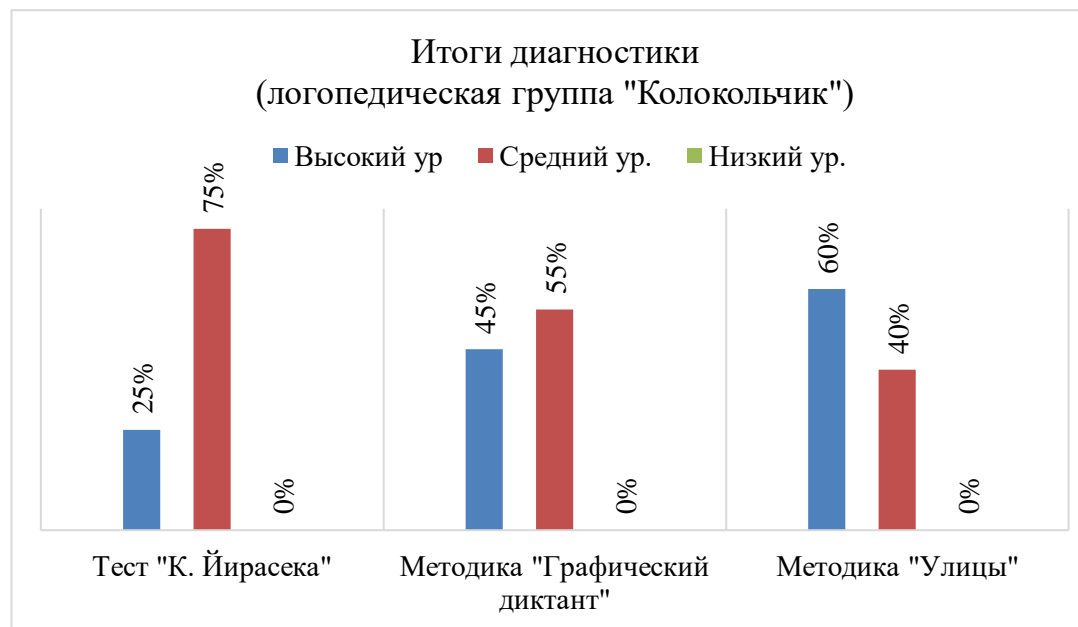 Итоги диагностики
(логопедическая группа "Колокольчик")
Высокий ур
Средний ур.
Низкий ур.
25%
75%
0%
45%
55%
0%
60%
40%
0%
Тест "К. Йирасека"
Методика "Графический
диктант"
Методика "Улицы"